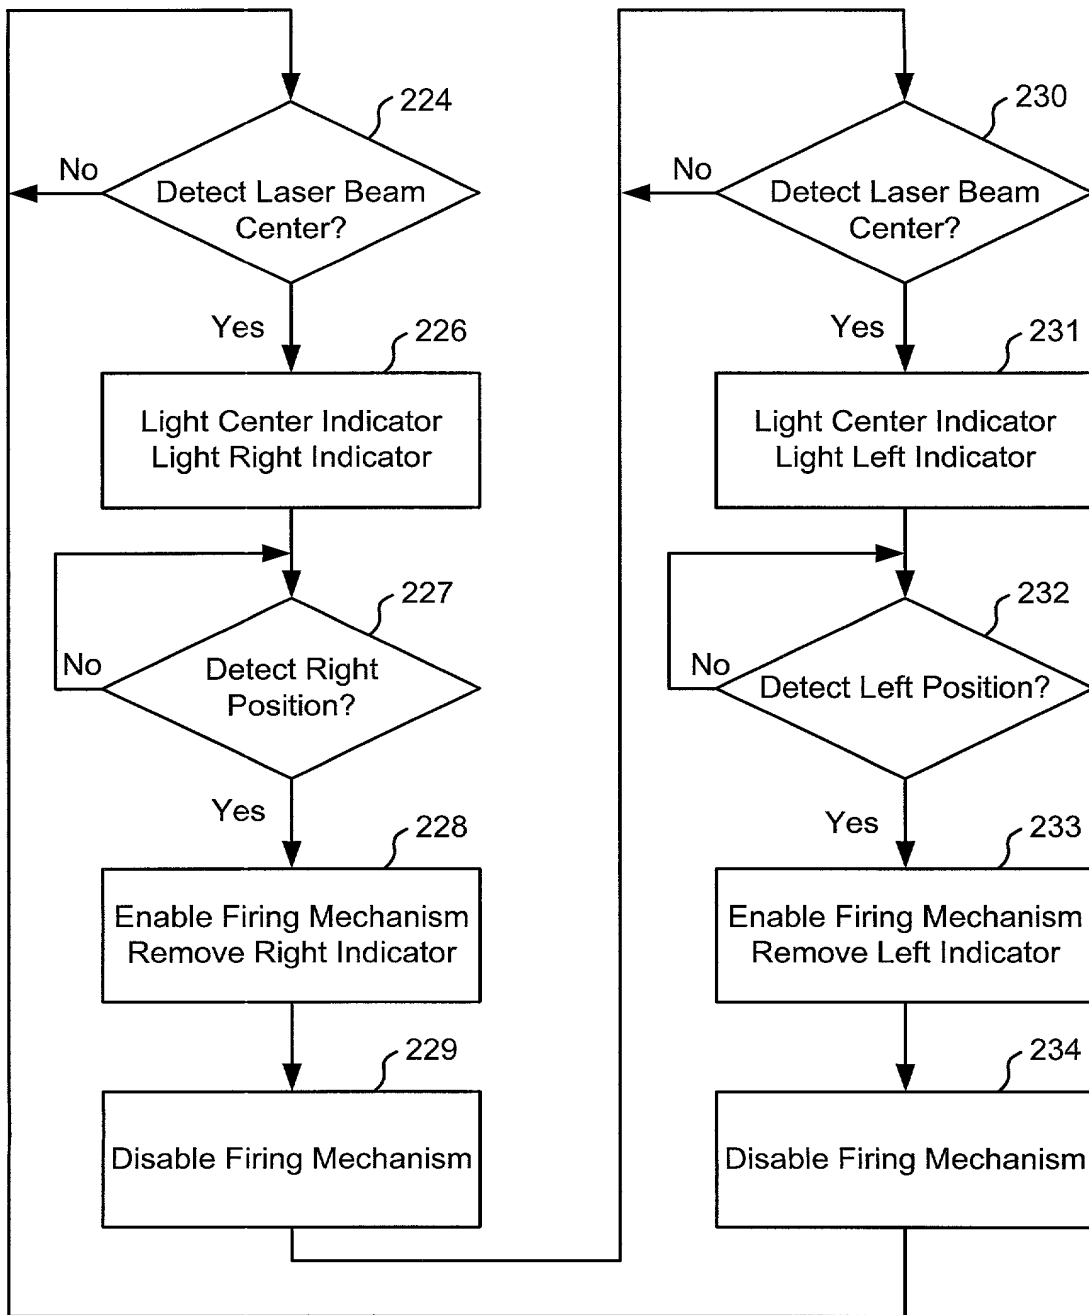 224
No
Detect Laser Beam
Center?
Yes
226
Light Center Indicator
Light Right Indicator
227
No
Detect Right
Position?
Yes
228
Enable Firing Mechanism
Remove Right Indicator
229
Disable Firing Mechanism
230
No
Detect Laser Beam
Center?
Yes
231
Light Center Indicator
Light Left Indicator
232
No
Detect Left Position?
Yes
233
Enable Firing Mechanism
Remove Left Indicator
234
Disable Firing Mechanism